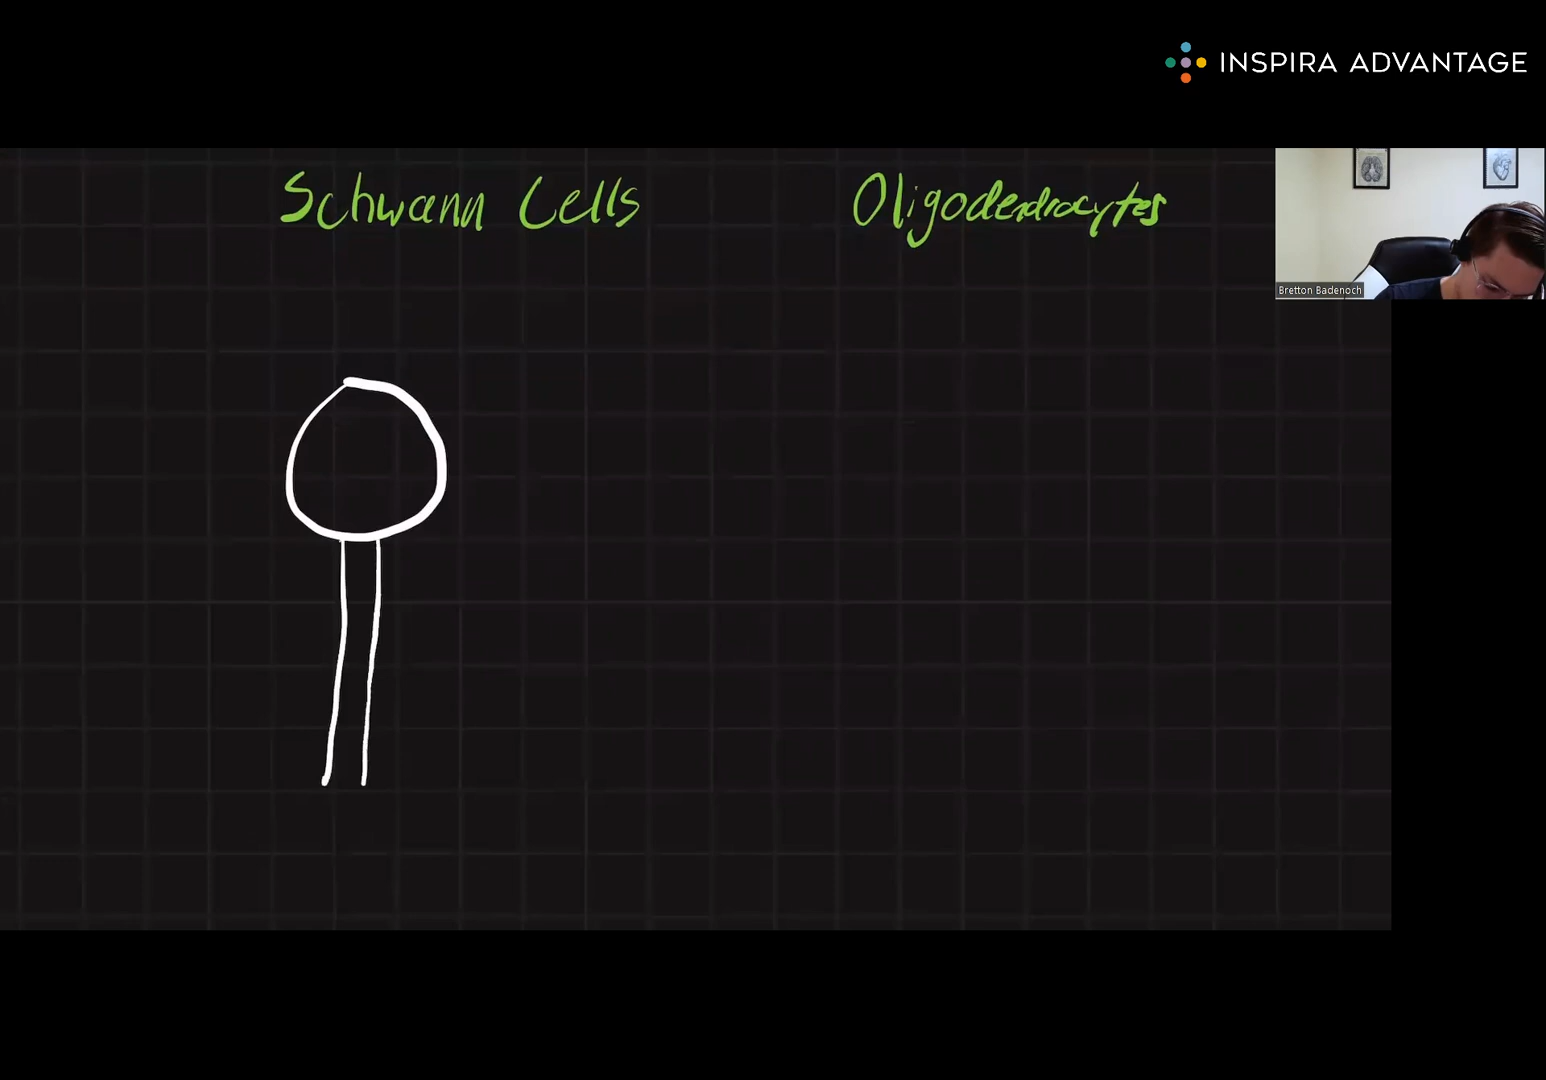 INSPIRA ADVANTAGE
Schwann Cells
Oligodendrocytes
Bretton Badenoch